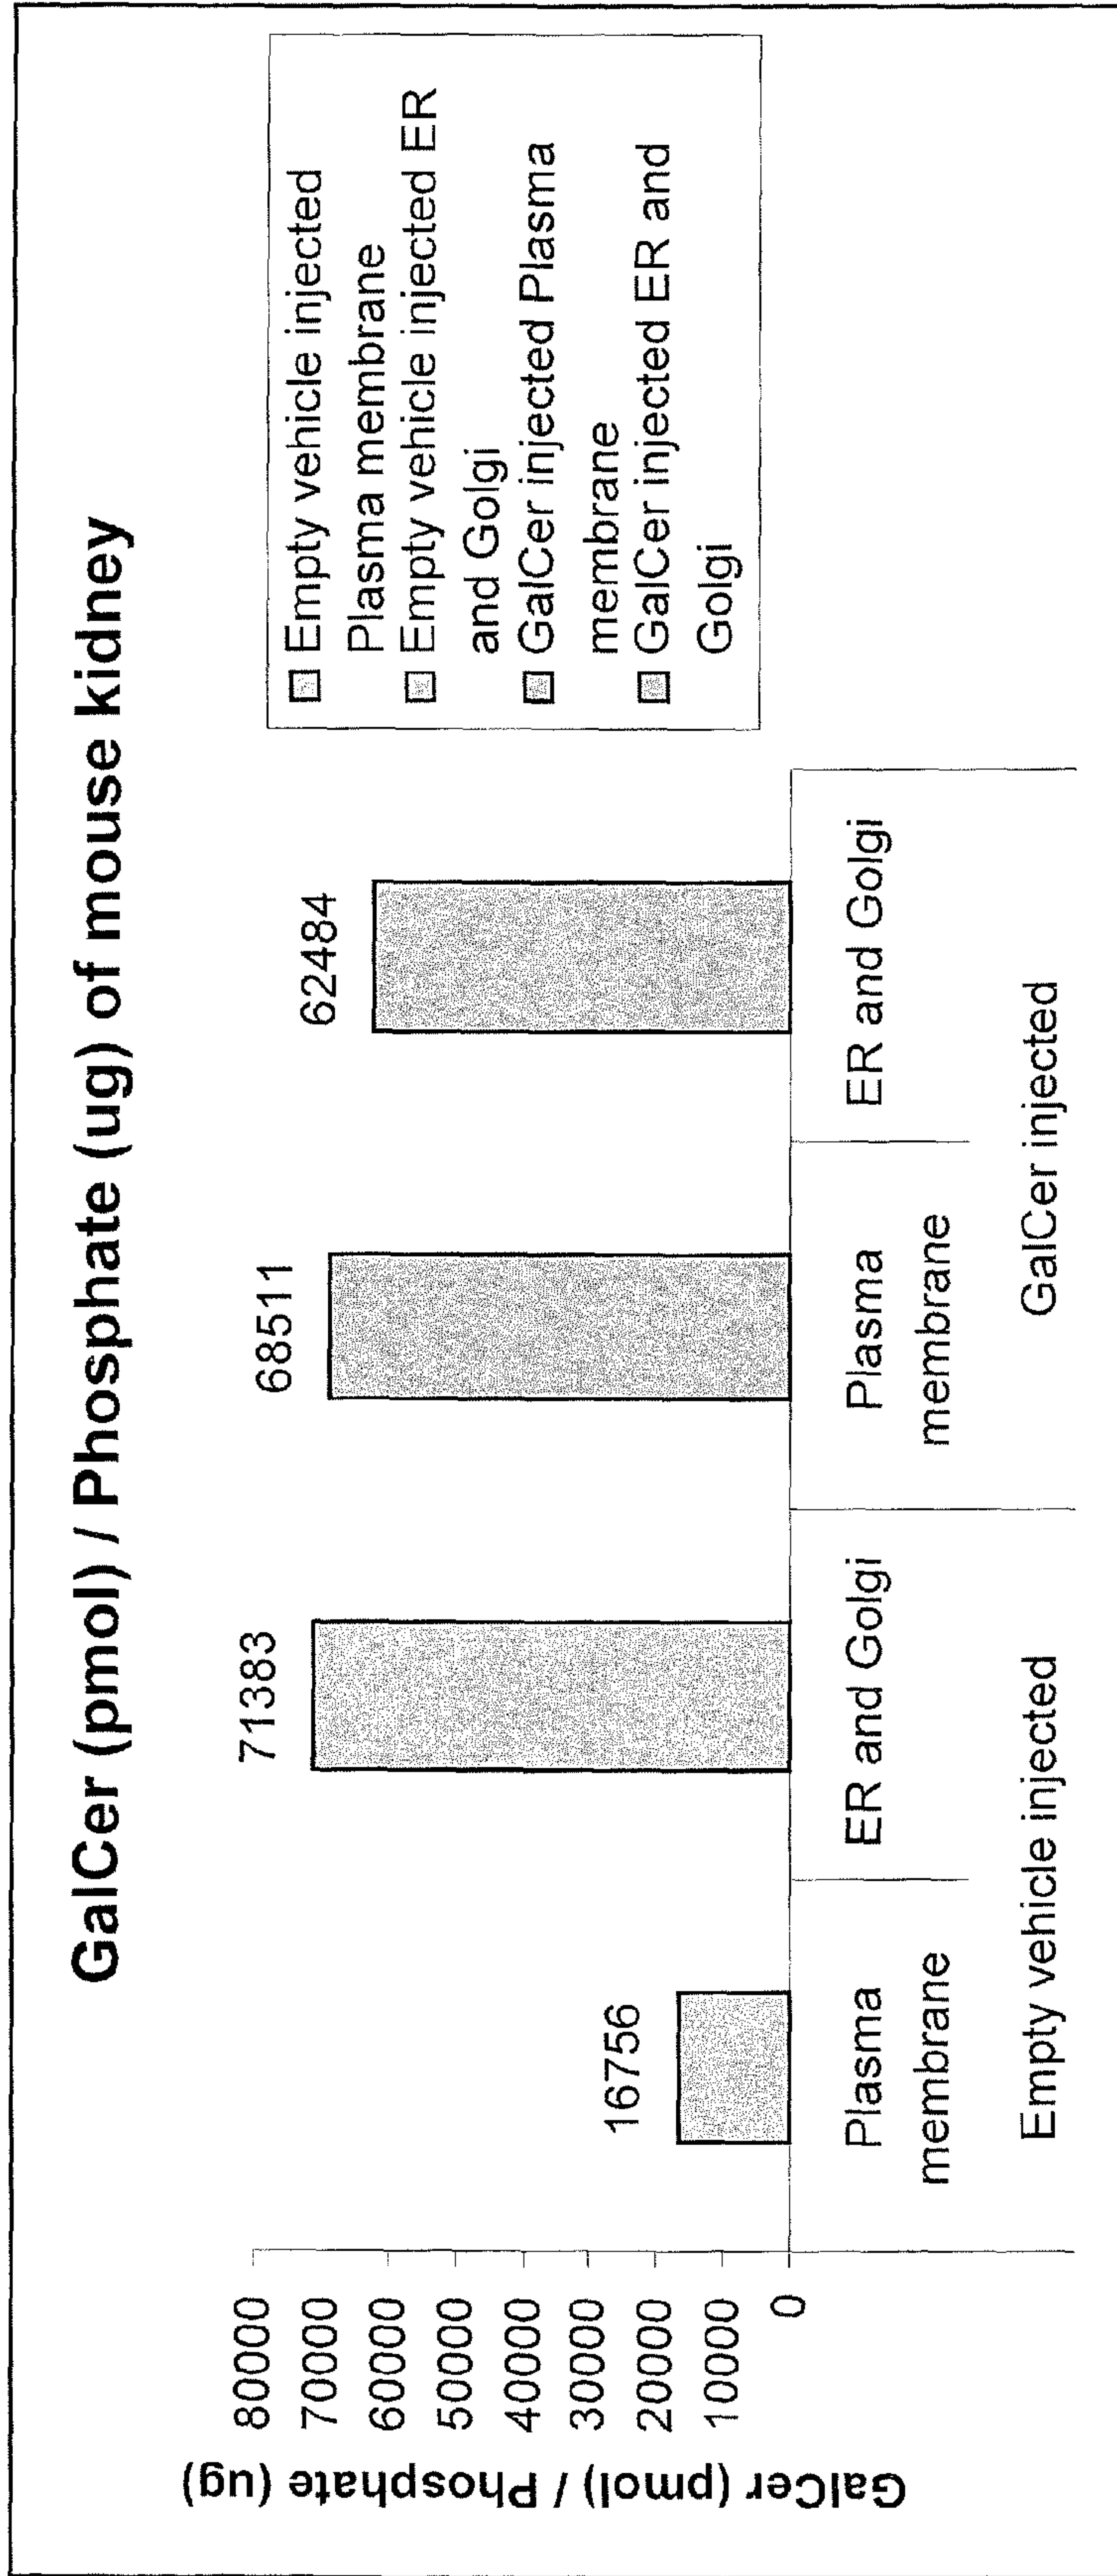 GalCer (pmol) / Phosphate (ug) of mouse kidney
GalCer (pmol) / Phosphate (ug)
80000
70000
60000
50000
40000
30000
20000
10000
0
16756
71383
68511
62484
Plasma
membrane
ER and Golgi
Plasma
membrane
ER and Golgi
Empty vehicle injected
GalCer injected
Empty vehicle injected
Plasma membrane
Empty vehicle injected ER
and Golgi
GalCer injected Plasma
membrane
GalCer injected ER and
Golgi